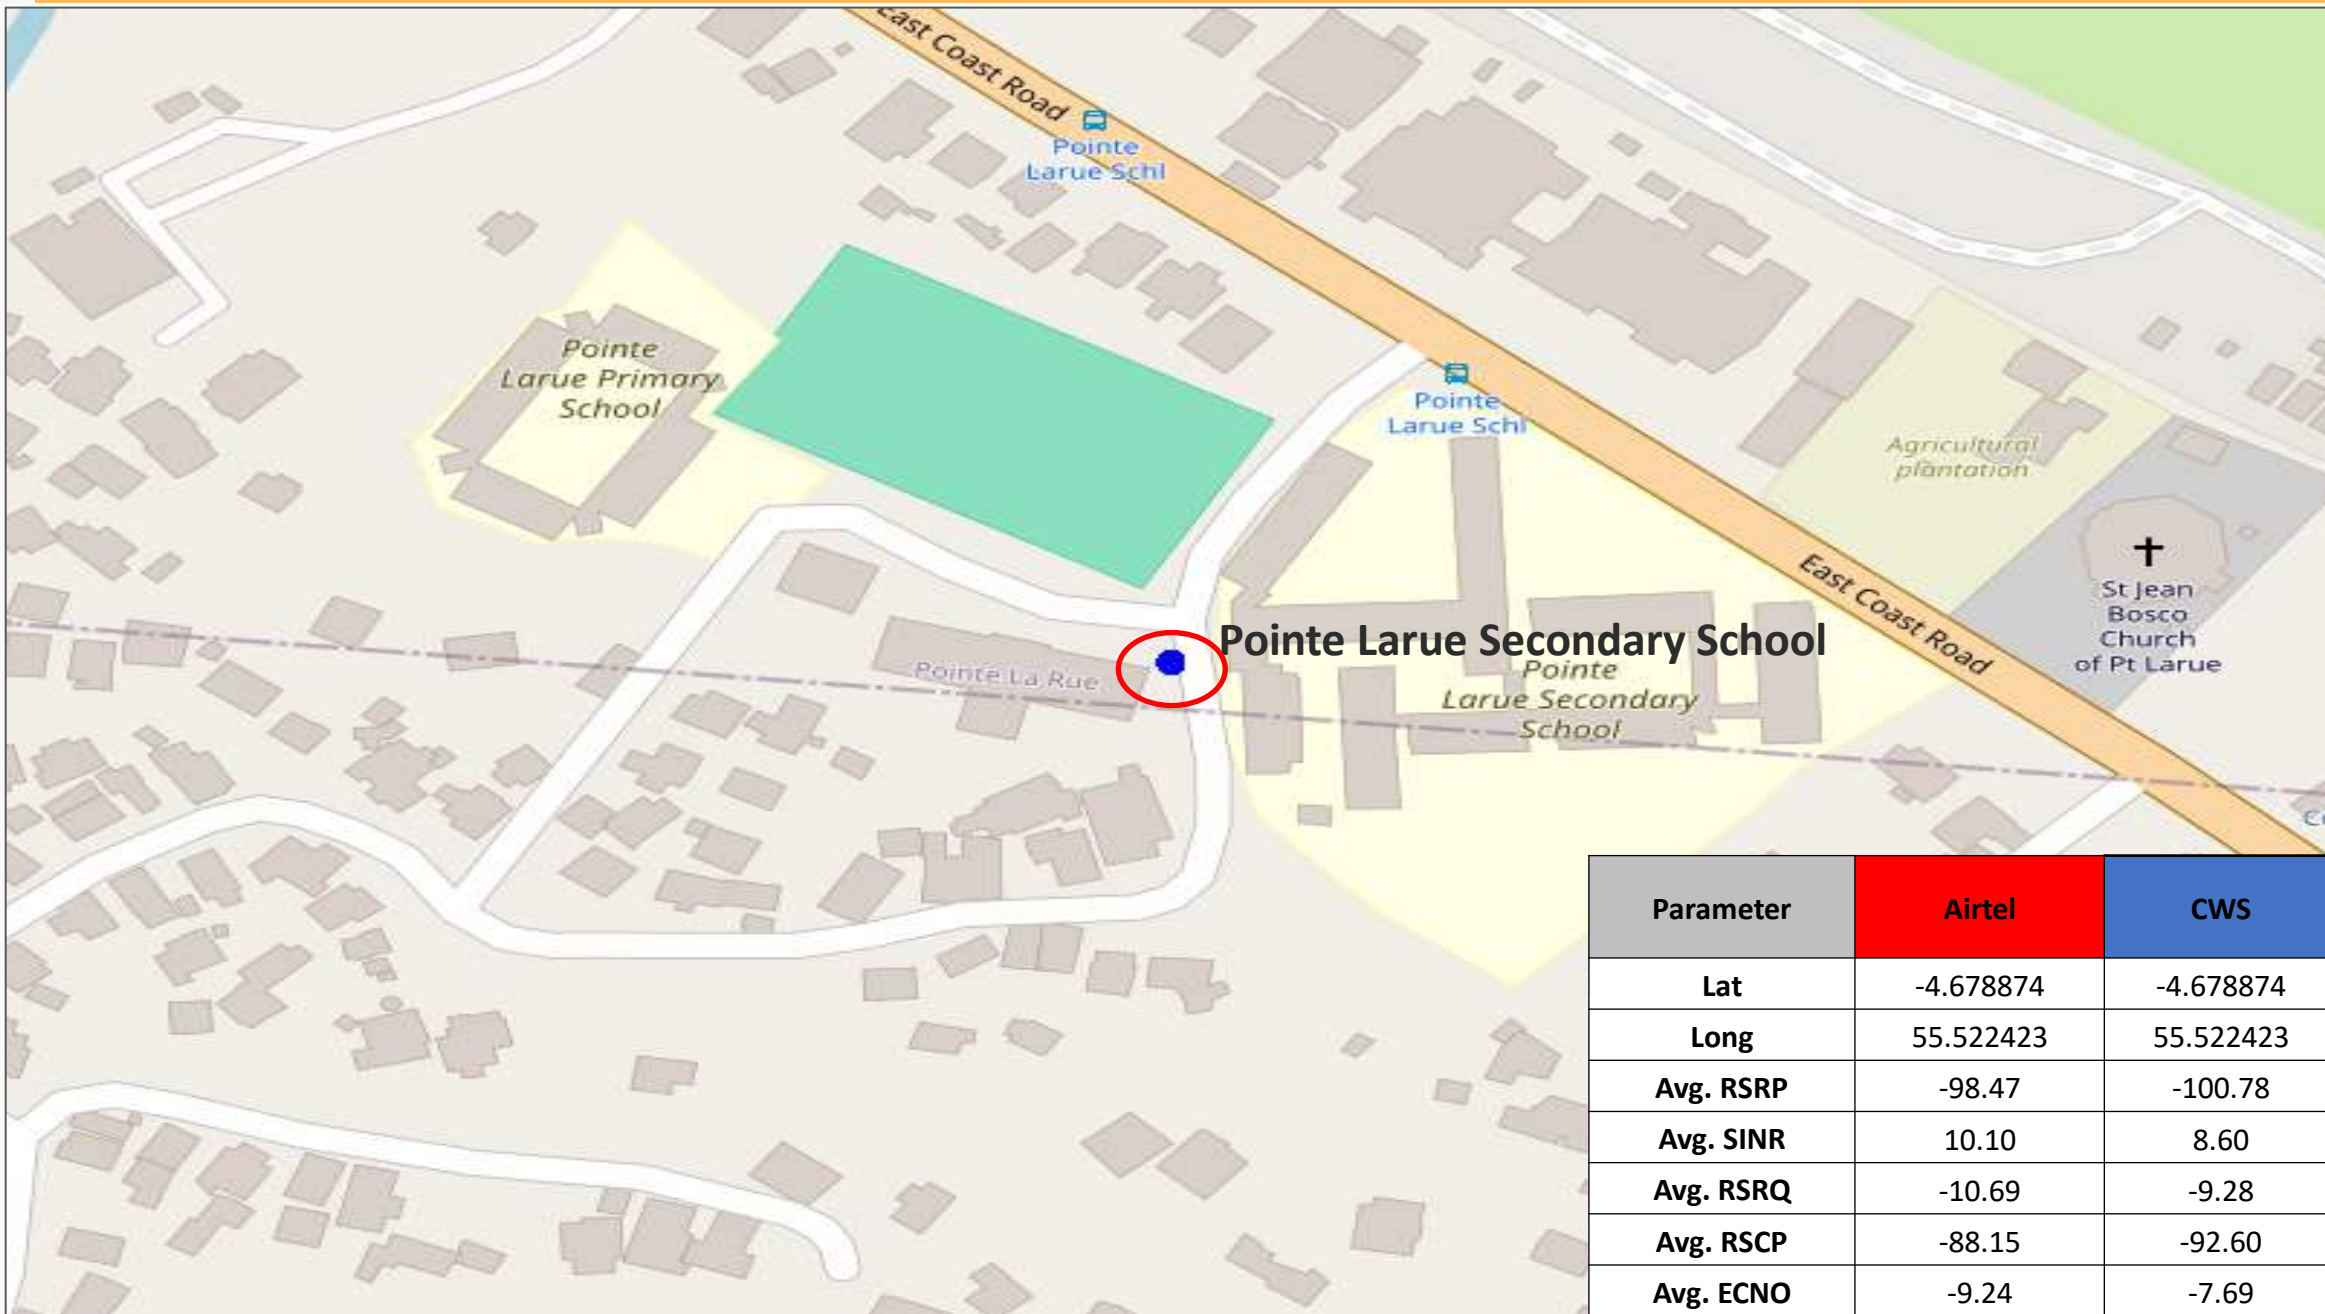 East Coast Road
Pointe
Larue Schl
Pointe
Larue Primary
School
Pointe
Larue Schl
Agricultural
plantation
East Coast Road
St Jean
Bosco
Church
of Pt Larue
Pointe La Rue
Pointe Larue Secondary School
Pointe
Larue Secondary
School
Parameter Airtel CWS
Lat -4.678874 -4.678874
Long 55.522423 55.522423
Avg. RSRP -98.47 -100.78
Avg. SINR 10.10 8.60
Avg. RSRQ -10.69 -9.28
Avg. RSCP -88.15 -92.60
Avg. ECNO -9.24 -7.69